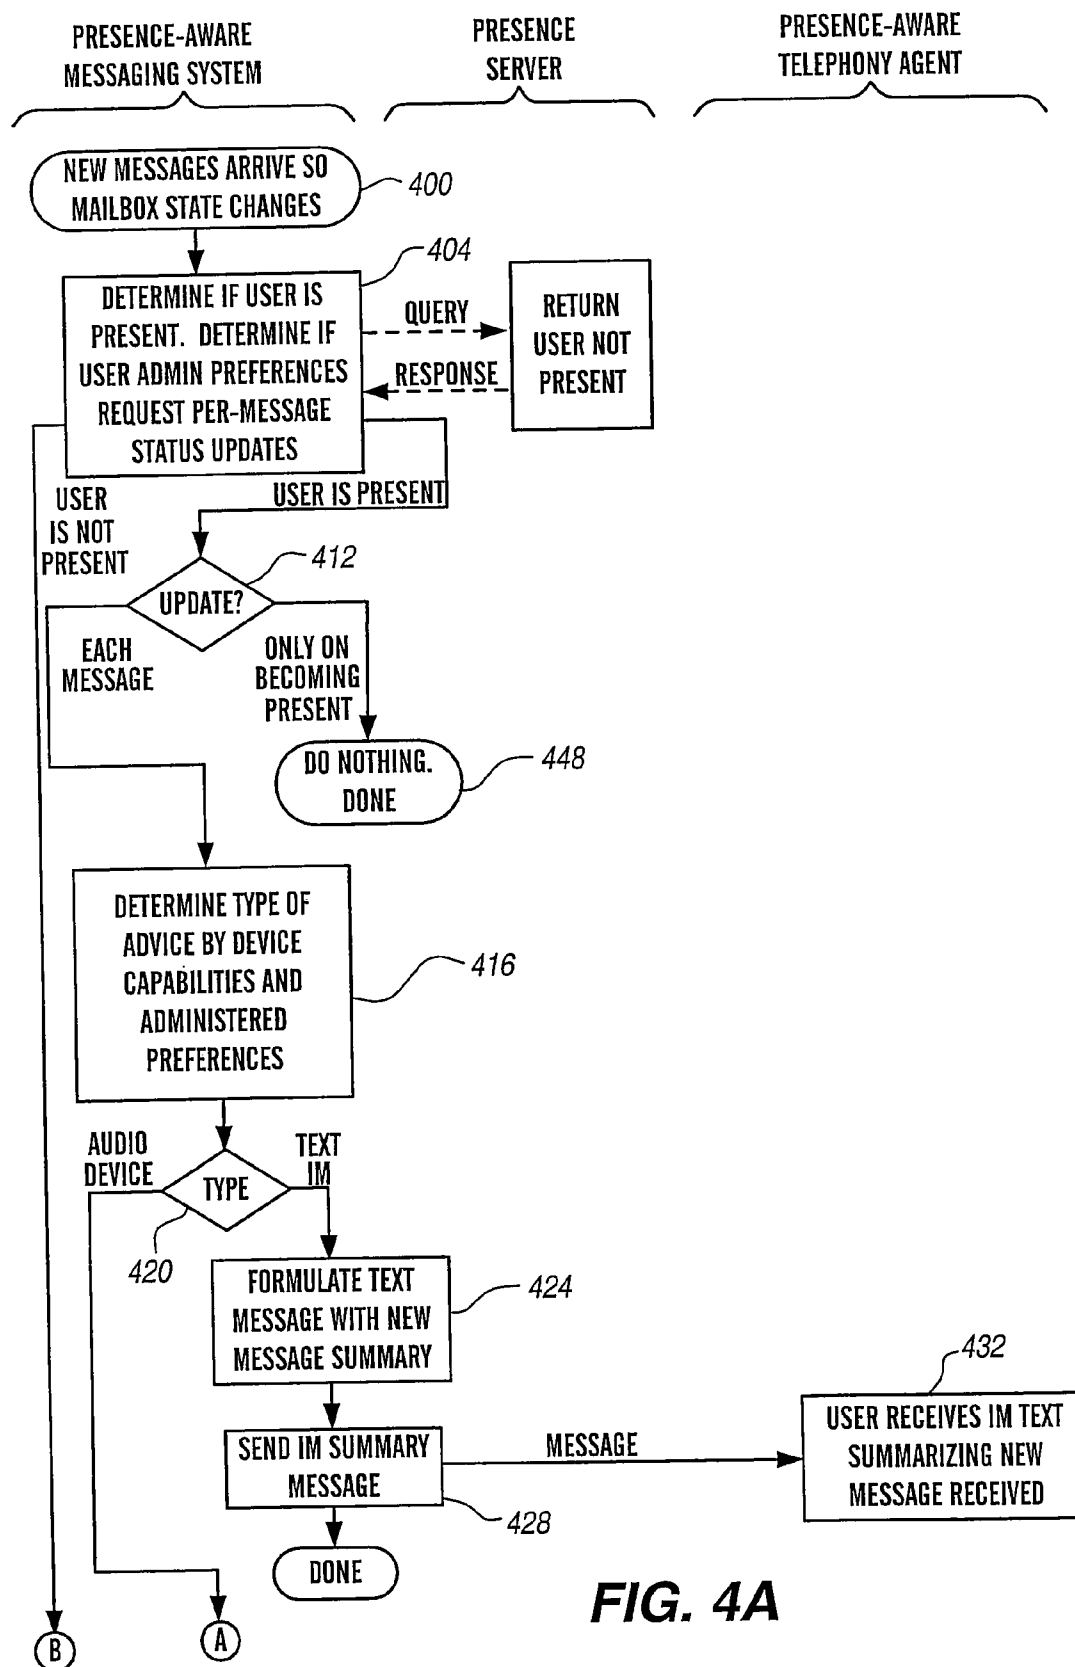 PRESENCE-AWARE
MESSAGING SYSTEM
PRESENCE
SERVER
PRESENCE-AWARE
TELEPHONY AGENT
NEW MESSAGES ARRIVE SO
MAILBOX STATE CHANGES
400
404
DETERMINE IF USER IS
PRESENT. DETERMINE IF
USER ADMIN PREFERENCES
REQUEST PER-MESSAGE
STATUS UPDATES
QUERY
RESPONSE
RETURN
USER NOT
PRESENT
USER
IS NOT
PRESENT
USER IS PRESENT
412
UPDATE?
EACH
MESSAGE
ONLY ON
BECOMING
PRESENT
DO NOTHING.
DONE
448
DETERMINE TYPE OF
ADVICE BY DEVICE
CAPABILITIES AND
ADMINISTERED
PREFERENCES
416
AUDIO
DEVICE
TEXT
IM
TYPE
420
FORMULATE TEXT
MESSAGE WITH NEW
MESSAGE SUMMARY
424
SEND IM SUMMARY
MESSAGE
428
MESSAGE
432
USER RECEIVES IM TEXT
SUMMARIZING NEW
MESSAGE RECEIVED
DONE
FIG. 4A
B
A